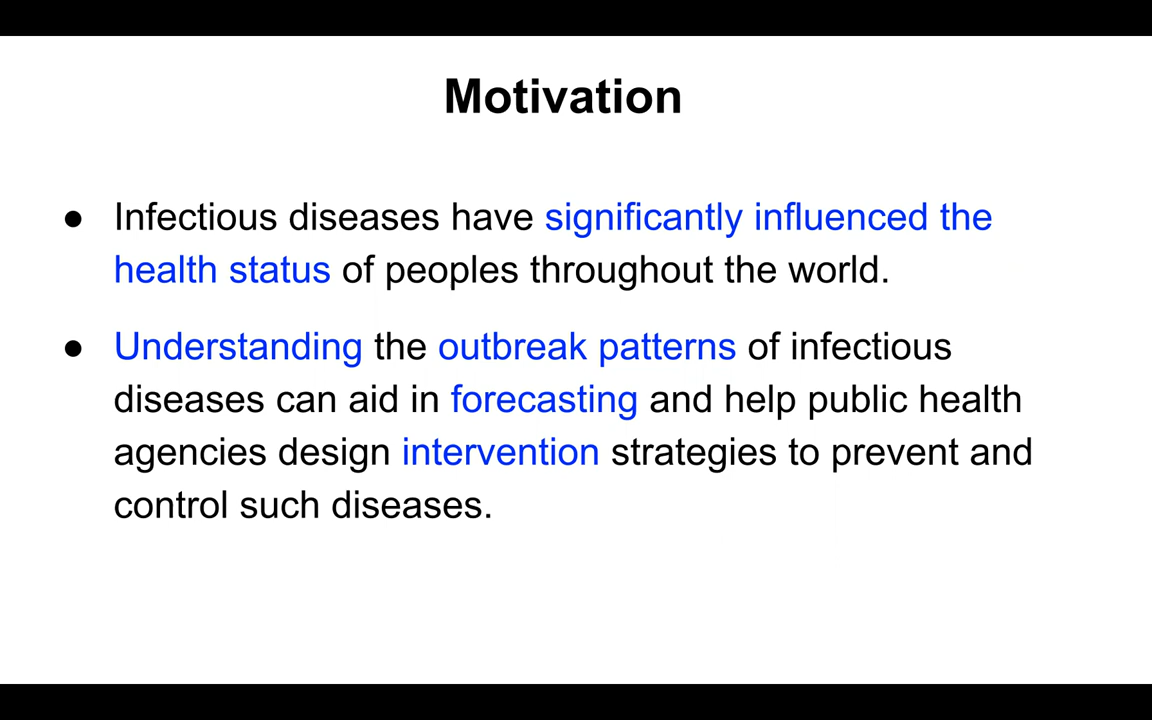 Motivation
● Infectious diseases have significantly influenced the
health status of peoples throughout the world.
● Understanding the outbreak patterns of infectious
diseases can aid in forecasting and help public health
agencies design intervention strategies to prevent and
control such diseases.